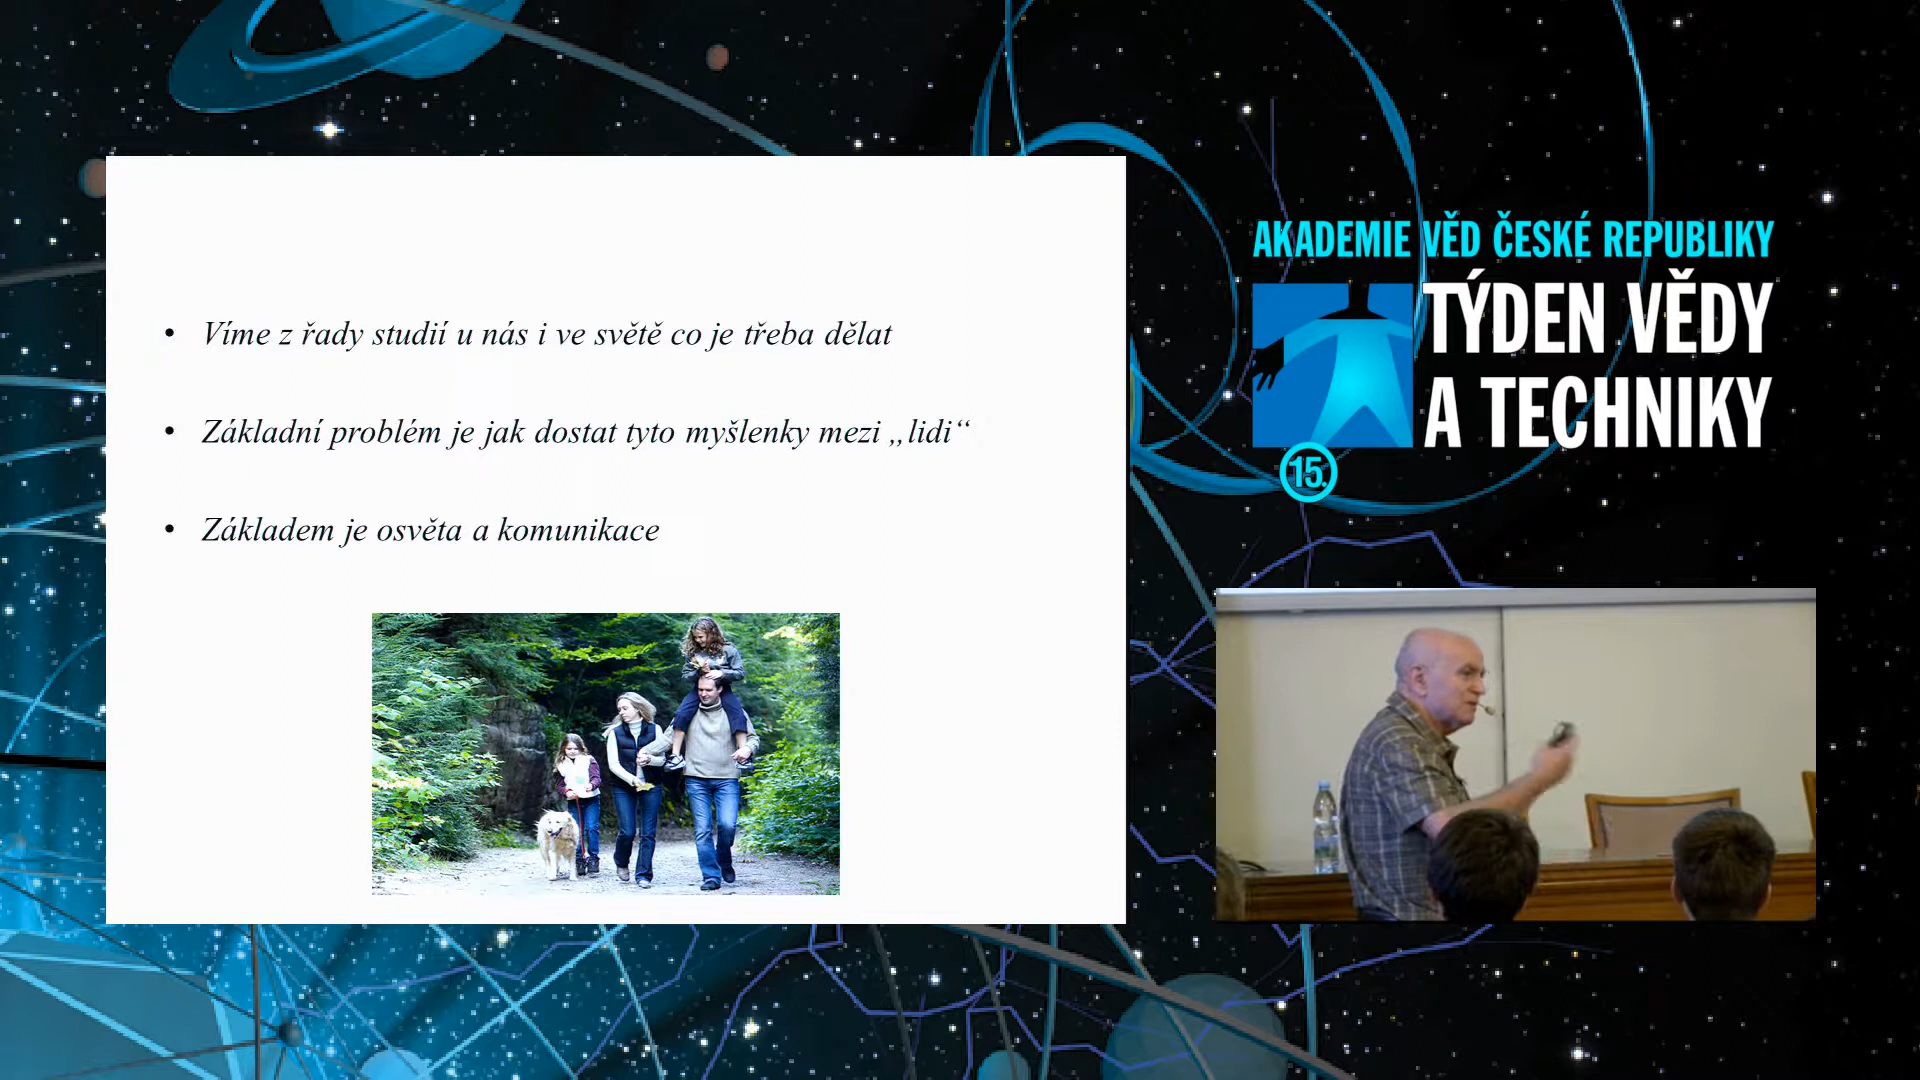 • Víme z řady studií u nás i ve světě co je třeba dělat
• Základní problém je jak dostat tyto myšlenky mezi „lidi“
• Základem je osvěta a komunikace
AKADEMIE VĚD ČESKÉ REPUBLIKY
TÝDEN VĚDY
A TECHNIKY
15.